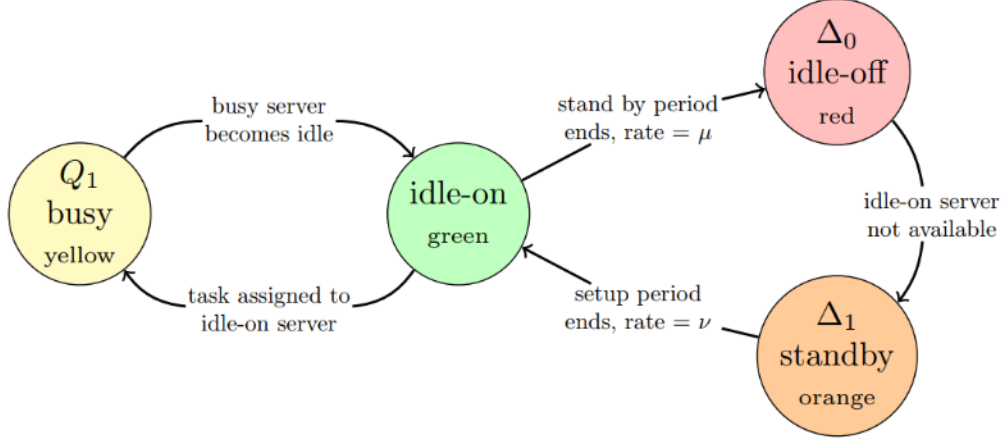 Δ₀
idle-off
red
busy server
becomes idle
stand by period
ends, rate = μ
Q₁
busy
yellow
idle-on
green
idle-on server
not available
task assigned to
idle-on server
setup period
ends, rate = ν
Δ₁
standby
orange